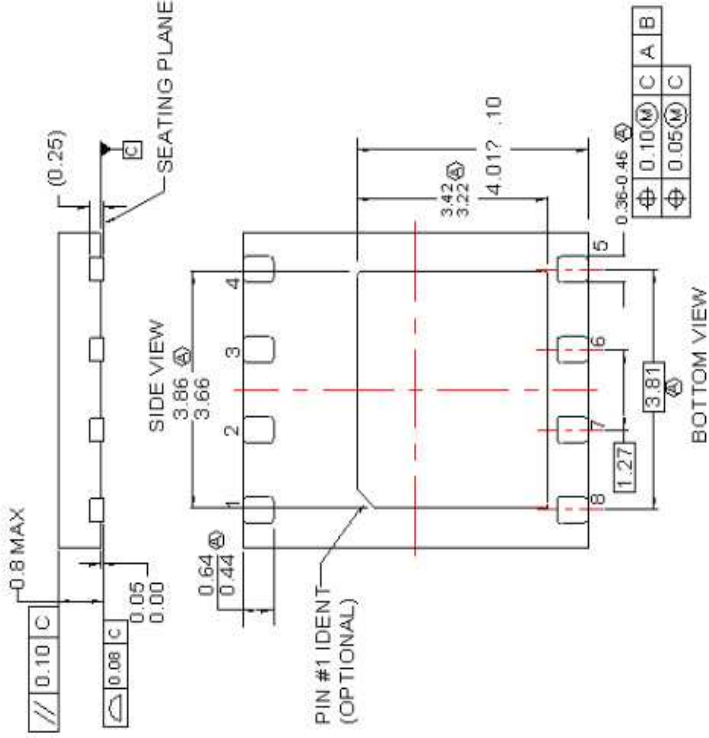 // 0.10 C
0.8 MAX
⌓ 0.08 C
0.05
0.00
(0.25)
C
SEATING PLANE
SIDE VIEW
3.86 Ⓐ
3.66
1
2
3
4
0.64 Ⓐ
0.44
PIN #1 IDENT
(OPTIONAL)
3.42 Ⓐ
3.22
4.01? .10
0.36-0.46 Ⓐ
⌖ 0.10 Ⓜ C A B
⌖ 0.05 Ⓜ C
8
7
6
5
1.27
3.81
Ⓐ
BOTTOM VIEW